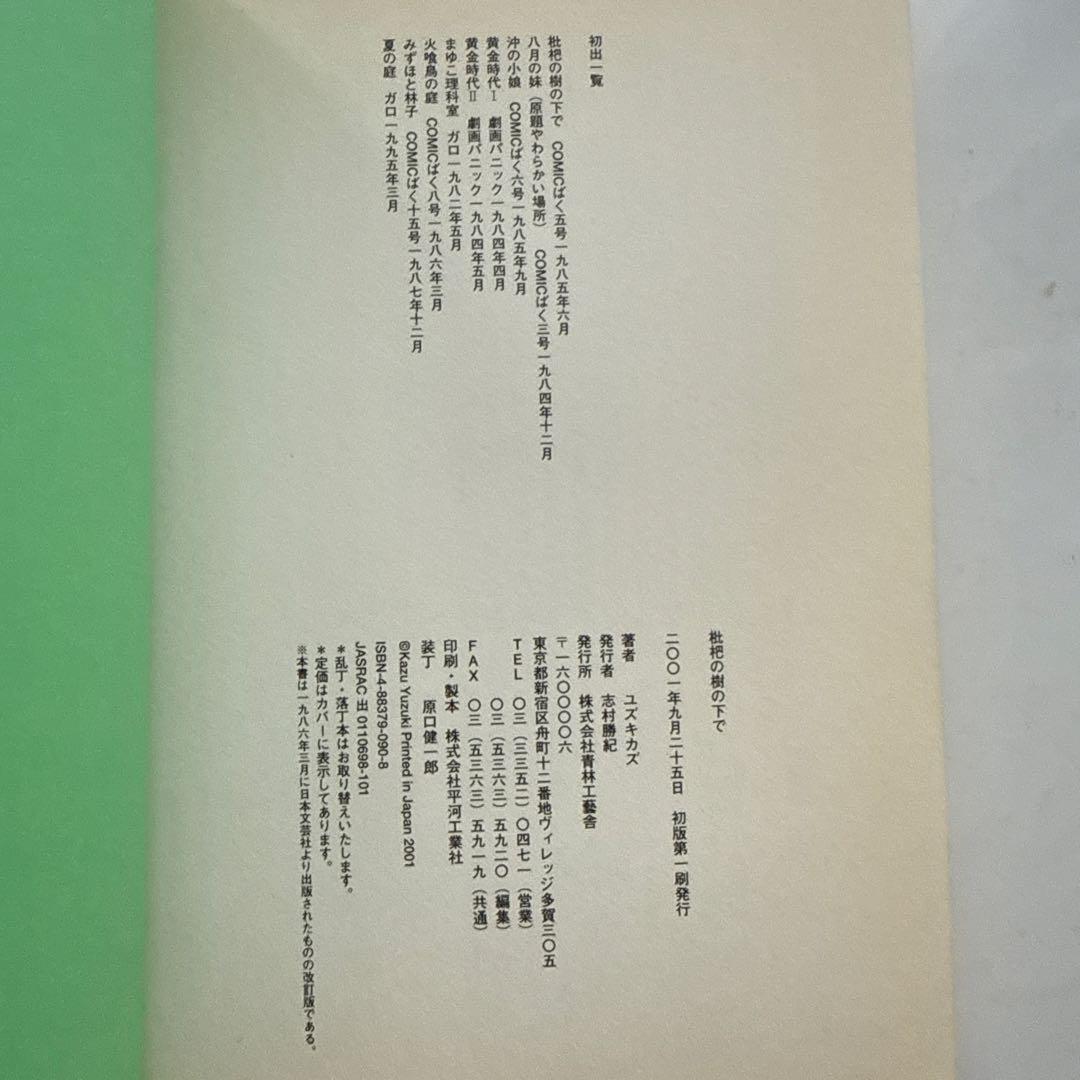 初出一覧
枇杷の樹の下で　COMICばく五号一九八五年六月
八月の妹（原題やわらかい場所）　COMICばく三号一九八四年十二月
沖の小娘　COMICばく六号一九八五年九月
黄金時代Ⅰ　劇画パニック一九八四年四月
黄金時代Ⅱ　劇画パニック一九八四年五月
まゆこ理科室　ガロ一九八二年五月
火喰鳥の庭　COMICばく八号一九八六年三月
みずほと林子　COMICばく十五号一九八七年十二月
夏の庭　ガロ一九九五年三月
枇杷の樹の下で
二〇〇一年九月二十五日　初版第一刷発行
著者　ユズキカズ
発行者　志村勝紀
発行所　株式会社青林工藝舎
〒一六〇〇〇〇六
東京都新宿区舟町十二番地ヴィレッジ多賀三〇五
TEL　〇三（三三五二）〇四七一（営業）
〇三（五三六三）五九二〇（編集）
FAX　〇三（五三六三）五九一九（共通）
印刷・製本　株式会社平河工業社
装丁　原口健一郎
©Kazu Yuzuki Printed in Japan 2001
ISBN-4-88379-090-8
JASRAC 出 0110698-101
＊乱丁・落丁本はお取り替えいたします。
＊定価はカバーに表示してあります。
※本書は一九八六年三月に日本文芸社より出版されたものの改訂版である。